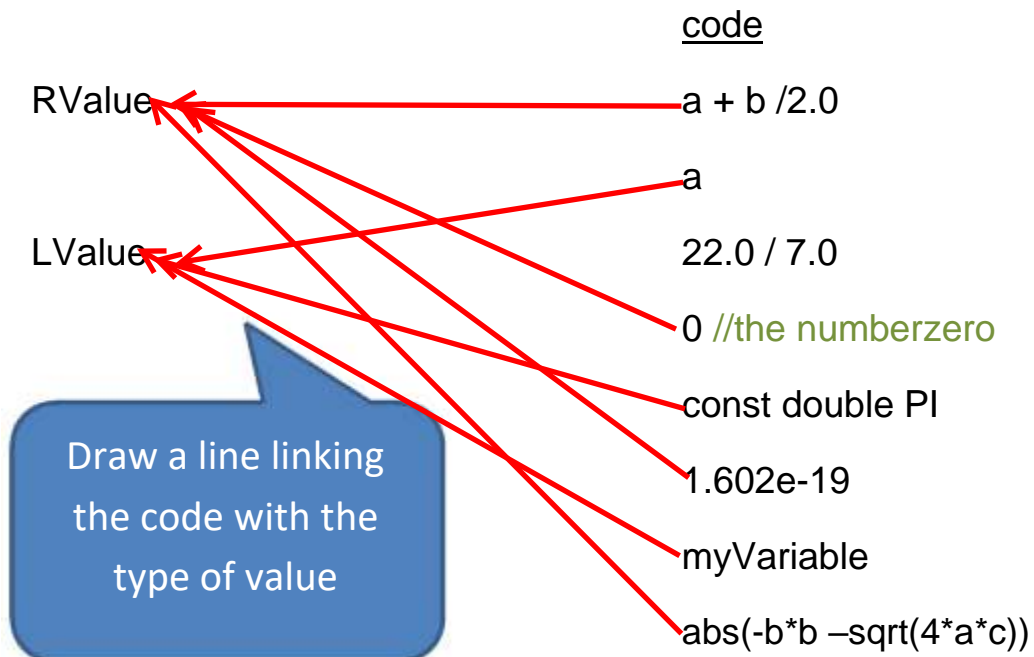 code
RValue
a + b /2.0
a
LValue
22.0 / 7.0
0 //the numberzero
const double PI
1.602e-19
myVariable
abs(-b*b –sqrt(4*a*c))
Draw a line linking
the code with the
type of value